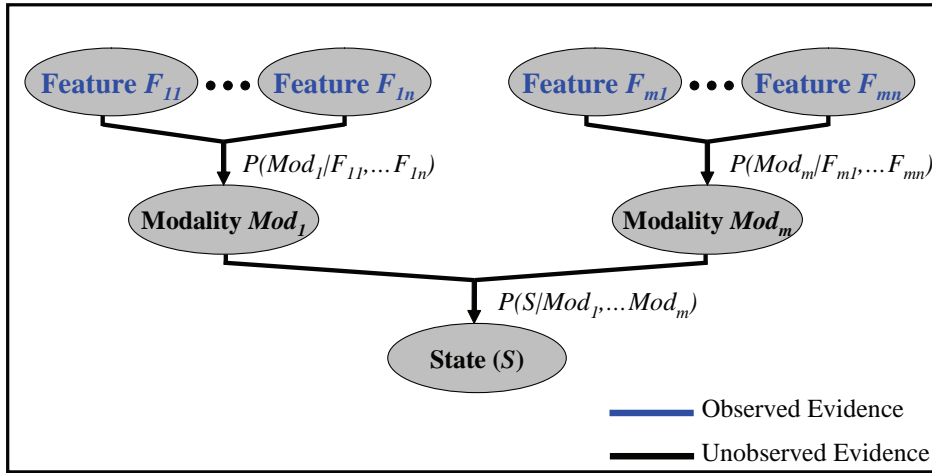 Feature F11 ••• Feature F1n Feature Fm1 ••• Feature Fmn
P(Mod1/F11,...F1n) P(Modm/Fm1,...Fmn)
Modality Mod1 Modality Modm
P(S/Mod1,...Modm)
State (S)
Observed Evidence
Unobserved Evidence